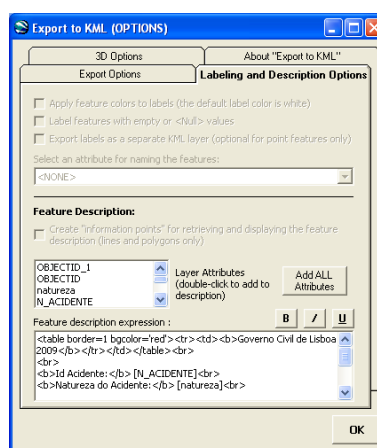 Export to KML (OPTIONS)
3D Options
About "Export to KML"
Export Options
Labeling and Description Options
Apply feature colors to labels (the default label color is white)
Label features with empty or <Null> values
Export labels as a separate KML layer (optional for point features only)
Select an attribute for naming the features:
<NONE>
Feature Description:
Create "information points" for retrieving and displaying the feature
description (lines and polygons only)
OBJECTID_1
OBJECTID
natureza
N_ACIDENTE
Layer Attributes
(double-click to add to
description)
Add ALL
Attributes
Feature description expression :
B / U
<table border=1 bgcolor='red'><tr><td><b>Governo Civil de Lisboa
2009</b></tr></td></table><br>
<br>
<b>Id Acidente:</b> [N_ACIDENTE]<br>
<b>Natureza do Acidente:</b> [natureza]<br>
OK